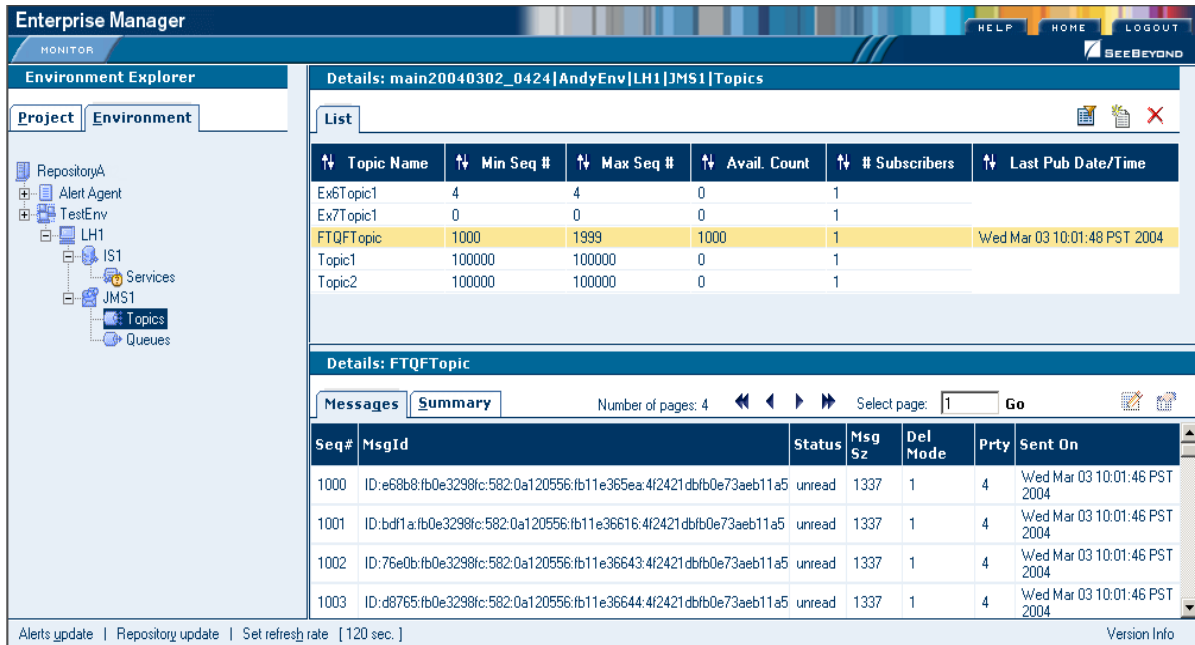 Enterprise Manager
HELP HOME LOGOUT
MONITOR
SEEBEYOND
Environment Explorer
Project Environment
RepositoryA
Alert Agent
TestEnv
LH1
IS1
Services
JMS1
Topics
Queues
Details: main20040302_0424|AndyEnv|LH1|JMS1|Topics
List
Topic Name Min Seq # Max Seq # Avail. Count # Subscribers Last Pub Date/Time
Ex6Topic1 4 4 0 1
Ex7Topic1 0 0 0 1
FTQFTopic 1000 1999 1000 1 Wed Mar 03 10:01:48 PST 2004
Topic1 100000 100000 0 1
Topic2 100000 100000 0 1
Details: FTQFTopic
Messages Summary Number of pages: 4 Select page: 1 Go
Seq# MsgId Status Msg Sz Del Mode Prty Sent On
1000 ID:e68b8:fb0e3298fc:582:0a120556:fb11e365ea:4f2421dbfb0e73aeb11a5 unread 1337 1 4 Wed Mar 03 10:01:46 PST 2004
1001 ID:bdf1a:fb0e3298fc:582:0a120556:fb11e36616:4f2421dbfb0e73aeb11a5 unread 1337 1 4 Wed Mar 03 10:01:46 PST 2004
1002 ID:76e0b:fb0e3298fc:582:0a120556:fb11e36643:4f2421dbfb0e73aeb11a5 unread 1337 1 4 Wed Mar 03 10:01:46 PST 2004
1003 ID:d8765:fb0e3298fc:582:0a120556:fb11e36644:4f2421dbfb0e73aeb11a5 unread 1337 1 4 Wed Mar 03 10:01:46 PST 2004
Alerts update | Repository update | Set refresh rate [120 sec. ] Version Info